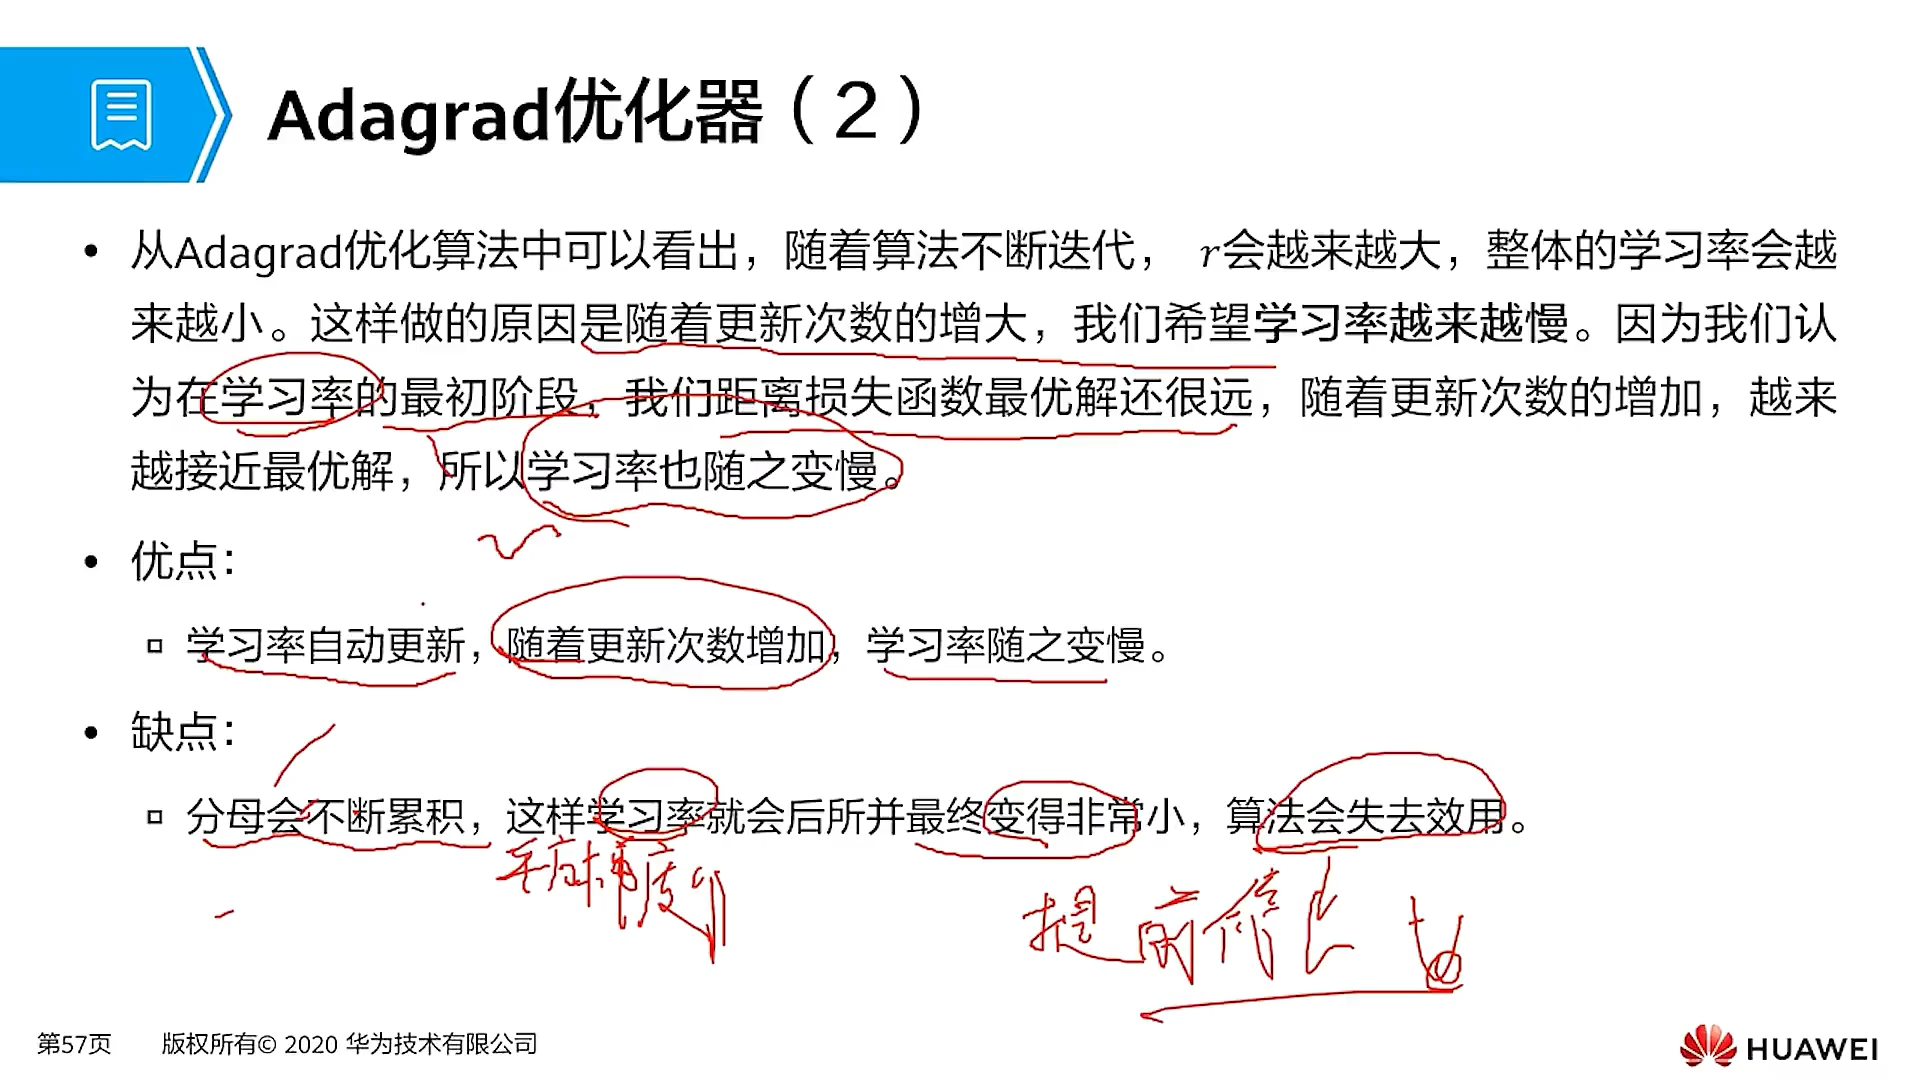 Adagrad优化器（2）
• 从Adagrad优化算法中可以看出，随着算法不断迭代， r会越来越大，整体的学习率会越
来越小。这样做的原因是随着更新次数的增大，我们希望学习率越来越慢。因为我们认
为在学习率的最初阶段，我们距离损失函数最优解还很远，随着更新次数的增加，越来
越接近最优解，所以学习率也随之变慢。
• 优点：
▫ 学习率自动更新，随着更新次数增加，学习率随之变慢。
• 缺点：
▫ 分母会不断累积，这样学习率就会后所并最终变得非常小，算法会失去效用。
梯度
提前停止
第57页 版权所有© 2020 华为技术有限公司
HUAWEI